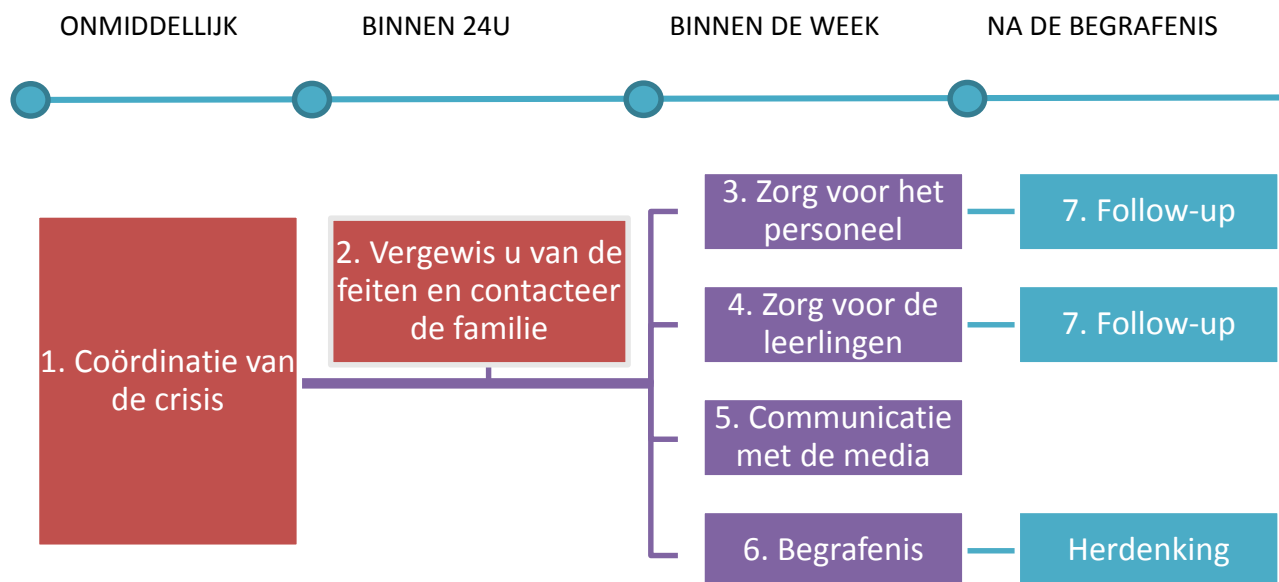 ONMIDDELLIJK
BINNEN 24U
BINNEN DE WEEK
NA DE BEGRAFENIS
1. Coördinatie van
de crisis
2. Vergewis u van de
feiten en contacteer
de familie
3. Zorg voor het
personeel
7. Follow-up
4. Zorg voor de
leerlingen
7. Follow-up
5. Communicatie
met de media
6. Begrafenis
Herdenking